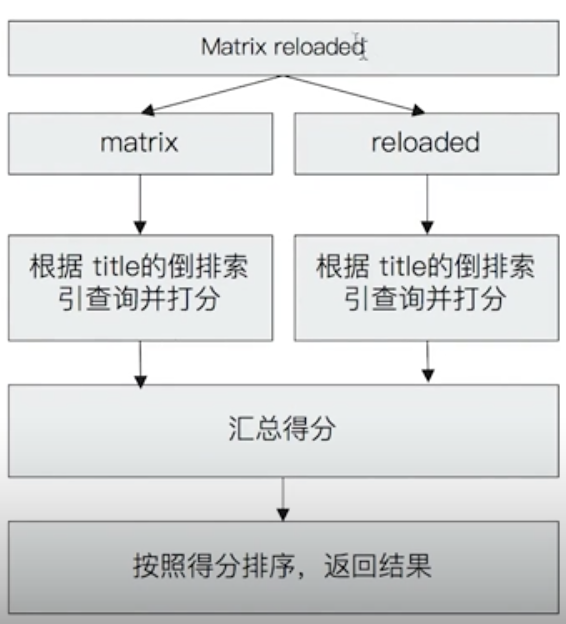 Matrix reloaded
matrix
reloaded
根据 title的倒排索
引查询并打分
根据 title的倒排索
引查询并打分
汇总得分
按照得分排序，返回结果